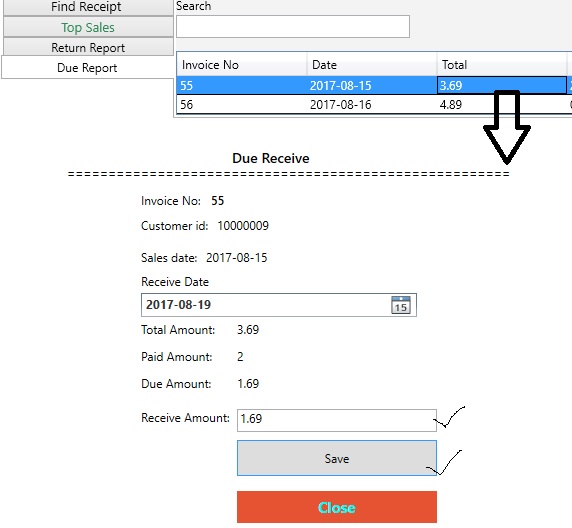 Find Receipt
Top Sales
Return Report
Due Report
Search
Invoice No Date Total
55 2017-08-15 3.69
56 2017-08-16 4.89
Due Receive
==================================================
Invoice No: 55
Customer id: 10000009
Sales date: 2017-08-15
Receive Date
2017-08-19 15
Total Amount: 3.69
Paid Amount: 2
Due Amount: 1.69
Receive Amount: 1.69
Save
Close